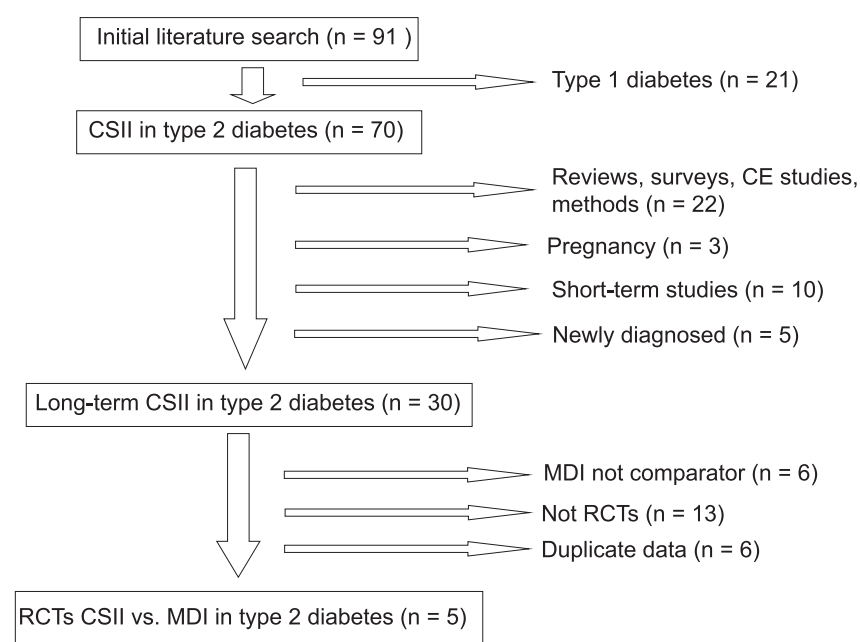 Initial literature search (n = 91 )
Type 1 diabetes (n = 21)
CSII in type 2 diabetes (n = 70)
Reviews, surveys, CE studies,
methods (n = 22)
Pregnancy (n = 3)
Short-term studies (n = 10)
Newly diagnosed (n = 5)
Long-term CSII in type 2 diabetes (n = 30)
MDI not comparator (n = 6)
Not RCTs (n = 13)
Duplicate data (n = 6)
RCTs CSII vs. MDI in type 2 diabetes (n = 5)